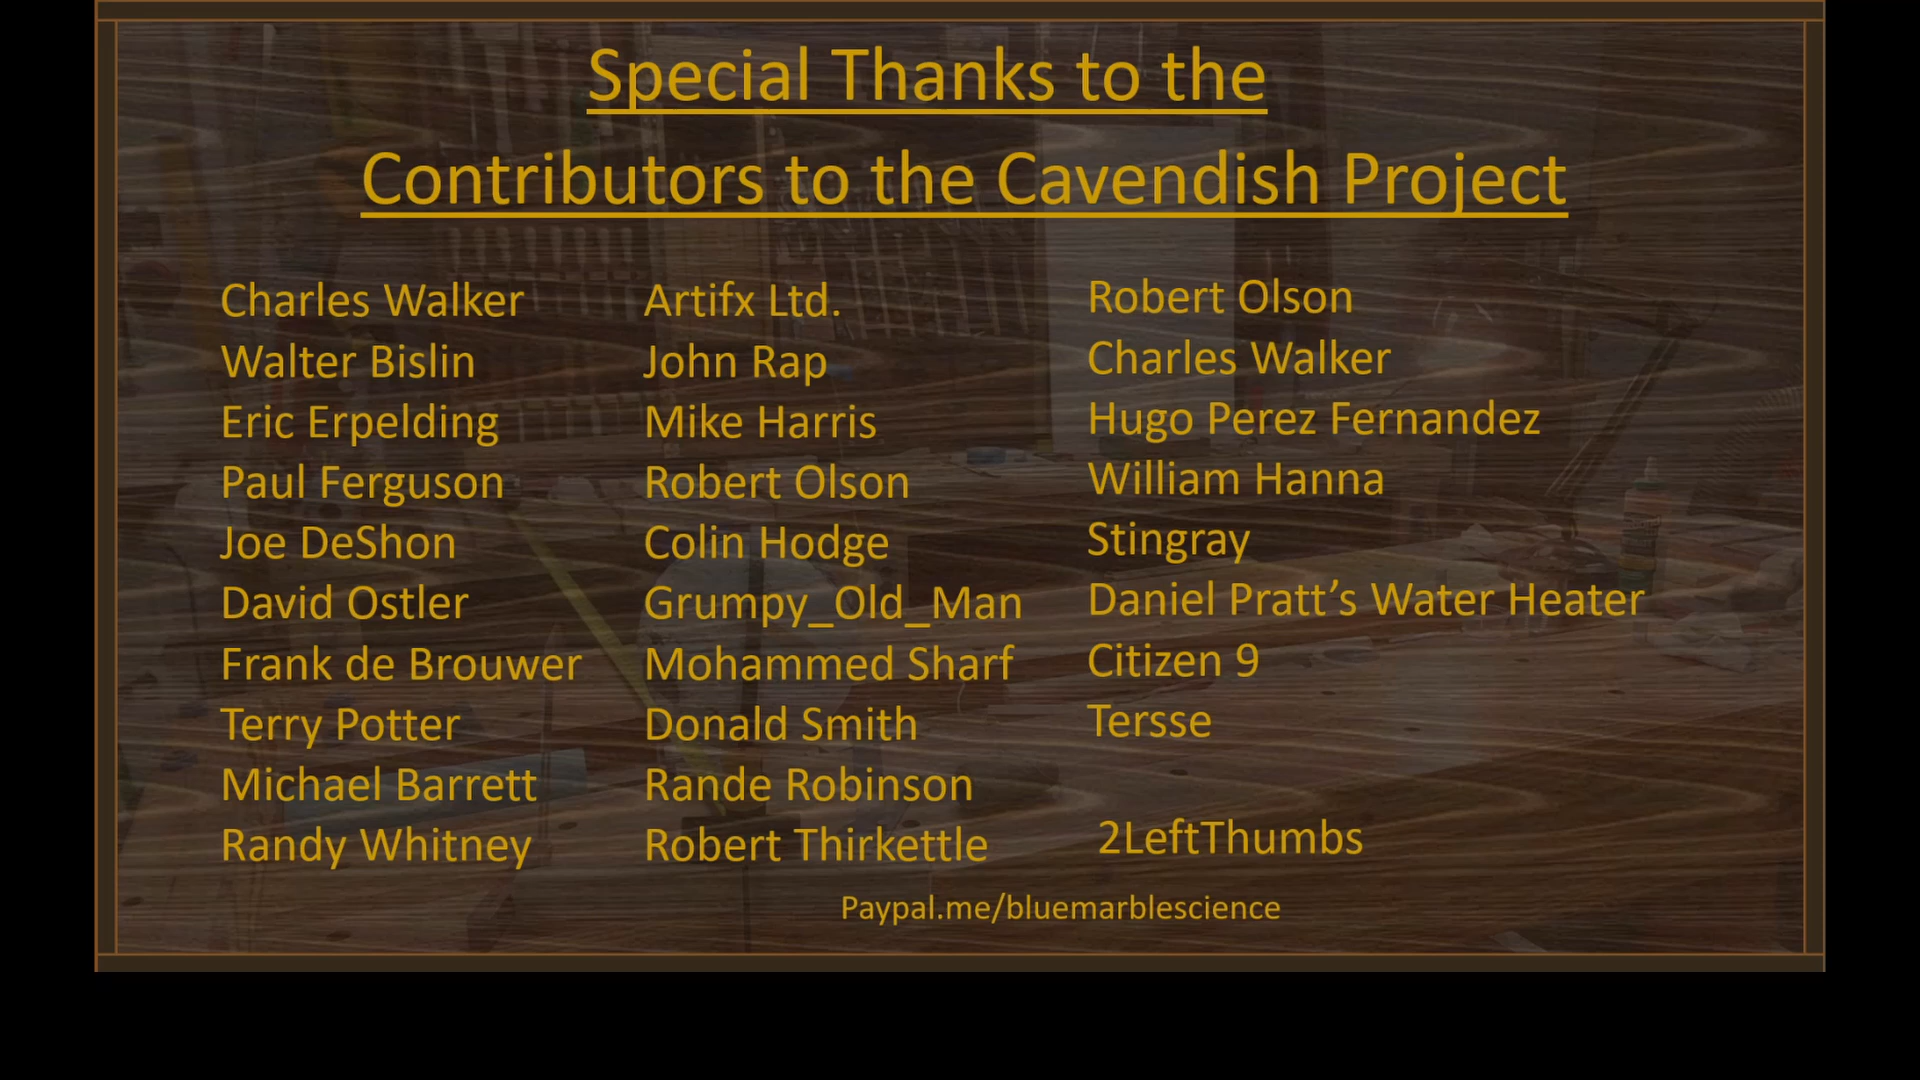 Special Thanks to the
Contributors to the Cavendish Project
Charles Walker
Walter Bislin
Eric Erpelding
Paul Ferguson
Joe DeShon
David Ostler
Frank de Brouwer
Terry Potter
Michael Barrett
Randy Whitney
Artifx Ltd.
John Rap
Mike Harris
Robert Olson
Colin Hodge
Grumpy_Old_Man
Mohammed Sharf
Donald Smith
Rande Robinson
Robert Thirkettle
Robert Olson
Charles Walker
Hugo Perez Fernandez
William Hanna
Stingray
Daniel Pratt’s Water Heater
Citizen 9
Tersse
2LeftThumbs
Paypal.me/bluemarblescience